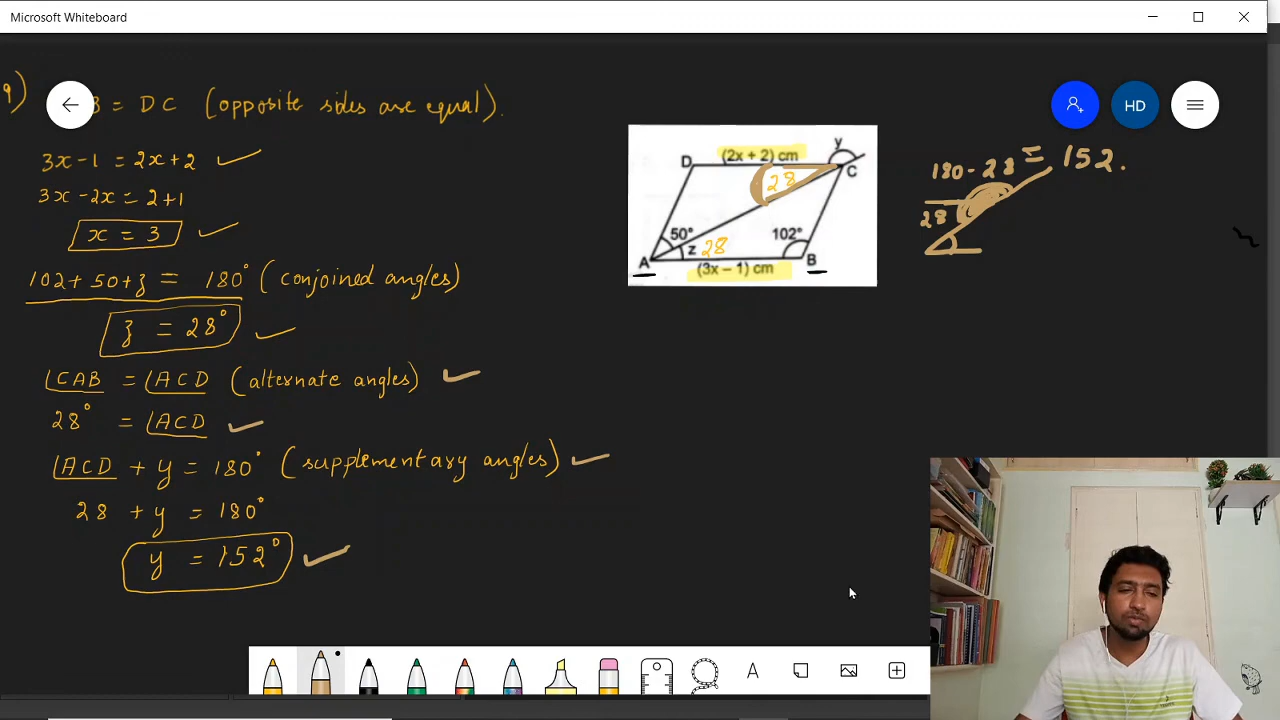 Microsoft Whiteboard
9)
B = DC (opposite sides are equal).
3x-1 = 2x+2
3x-2x = 2+1
x = 3
102+50+z = 180° (conjoined angles)
z = 28°
∠CAB = ∠ACD (alternate angles)
28° = ∠ACD
∠ACD + y = 180° (supplementary angles)
28 + y = 180°
y = 152°
y
D (2x + 2) cm C
28
50° 102°
z 28
A B
(3x – 1) cm
180-28 = 152.
28
HD
A